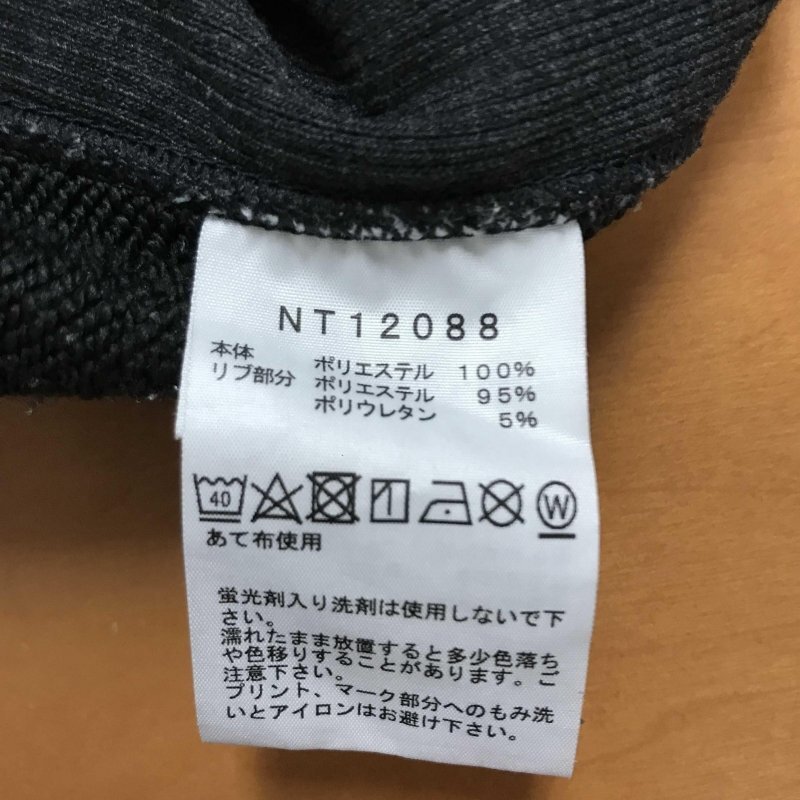 NT12088
本体 ポリエステル 100%
リブ部分 ポリエステル 95%
ポリウレタン 5%
40 W
あて布使用
蛍光剤入り洗剤は使用しないで下
さい。
濡れたまま放置すると多少色落ち
や色移りすることがあります。ご
注意下さい。
プリント、マーク部分へのもみ洗
いとアイロンはお避け下さい。